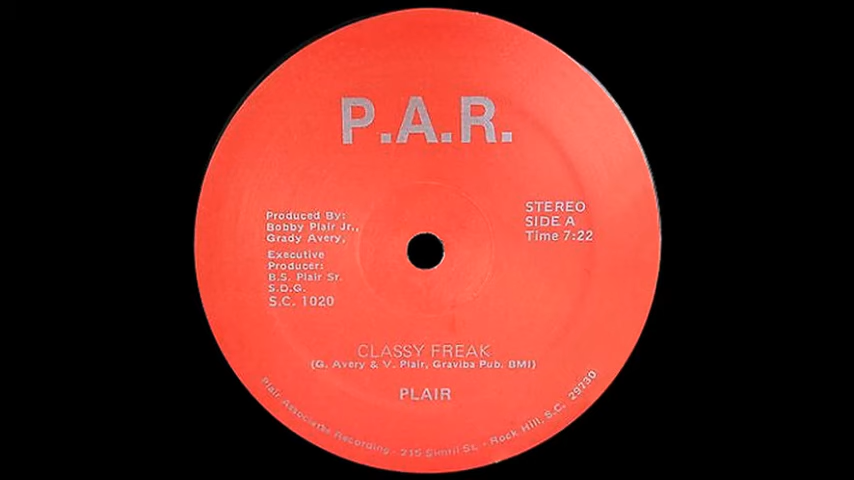 P.A.R.
Produced By:
Bobby Plair Jr.,
Grady Avery,
Executive
Producer:
B.S. Plair Sr.
S.D.G.
S.C. 1020
STEREO
SIDE A
Time 7:22
CLASSY FREAK
(G. Avery & V. Plair, Graviba Pub. BMI)
PLAIR
Plair Associates Recording - 215 St. - Rock Hill, S.C. 29730